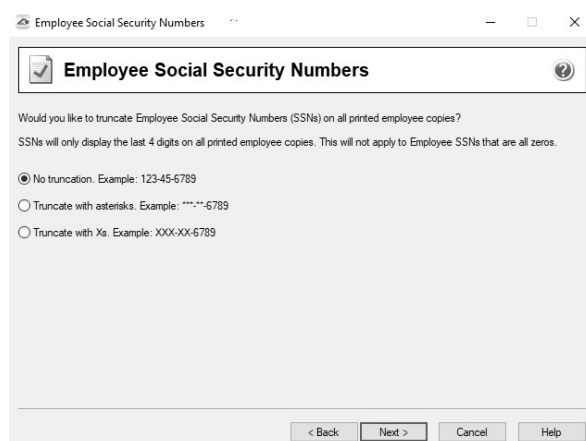 Employee Social Security Numbers
Employee Social Security Numbers
Would you like to truncate Employee Social Security Numbers (SSNs) on all printed employee copies?
SSNs will only display the last 4 digits on all printed employee copies. This will not apply to Employee SSNs that are all zeros.
No truncation. Example: 123-45-6789
Truncate with asterisks. Example: ***-**-6789
Truncate with Xs. Example: XXX-XX-6789
< Back Next > Cancel Help